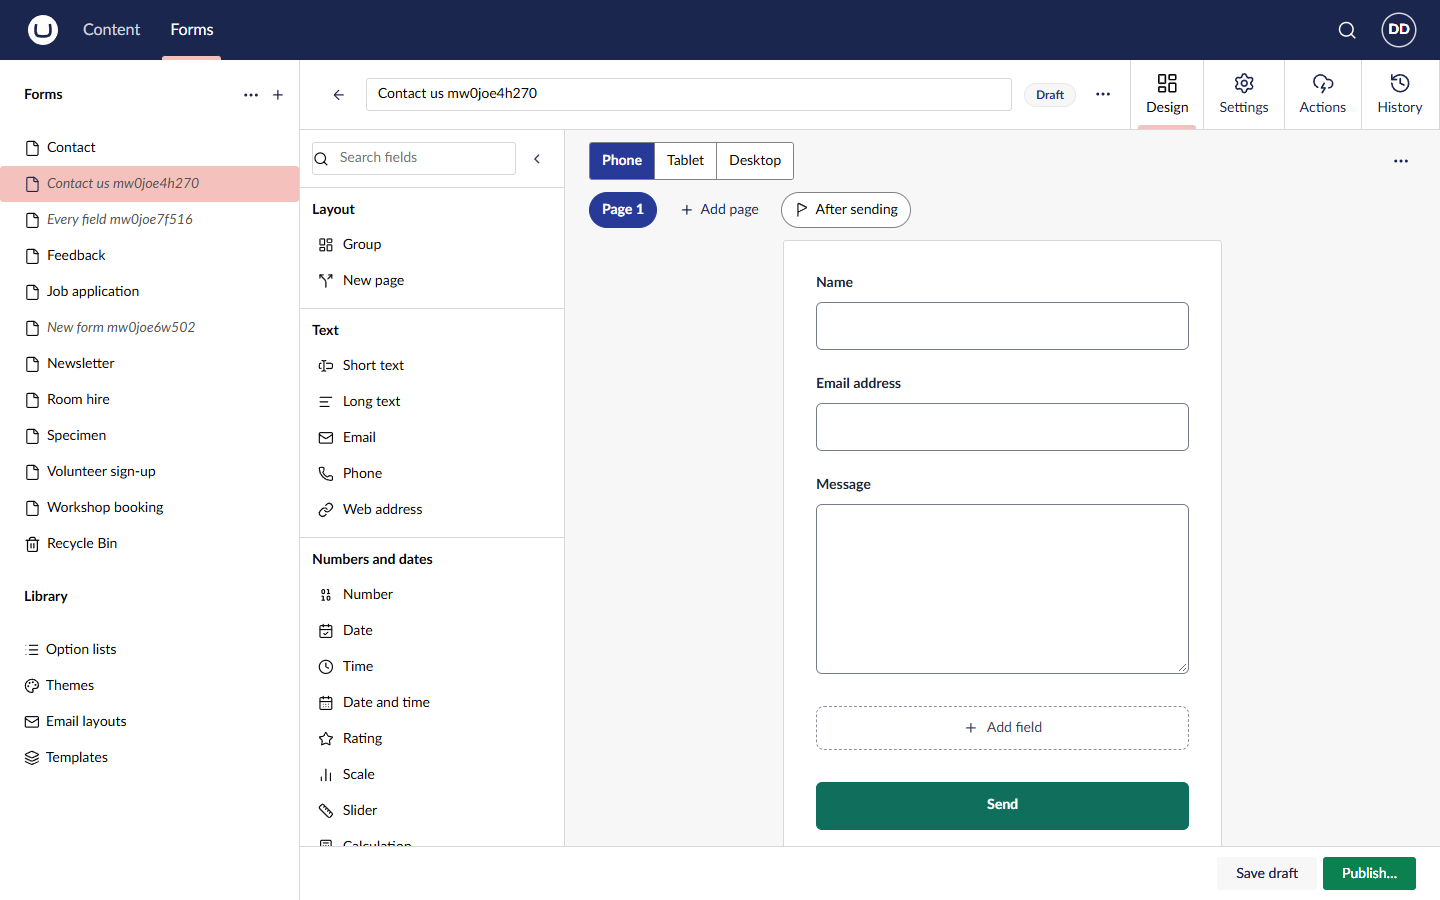 Content
Forms
DD
Forms
Contact
Contact us mw0joe4h270
Every field mw0joe7f516
Feedback
Job application
New form mw0joe6w502
Newsletter
Room hire
Specimen
Volunteer sign-up
Workshop booking
Recycle Bin
Library
Option lists
Themes
Email layouts
Templates
Contact us mw0joe4h270
Draft
Design
Settings
Actions
History
Search fields
Layout
Group
New page
Text
Short text
Long text
Email
Phone
Web address
Numbers and dates
Number
Date
Time
Date and time
Rating
Scale
Slider
Calculation
Phone
Tablet
Desktop
Page 1
Add page
After sending
Name
Email address
Message
Add field
Send
Save draft
Publish...